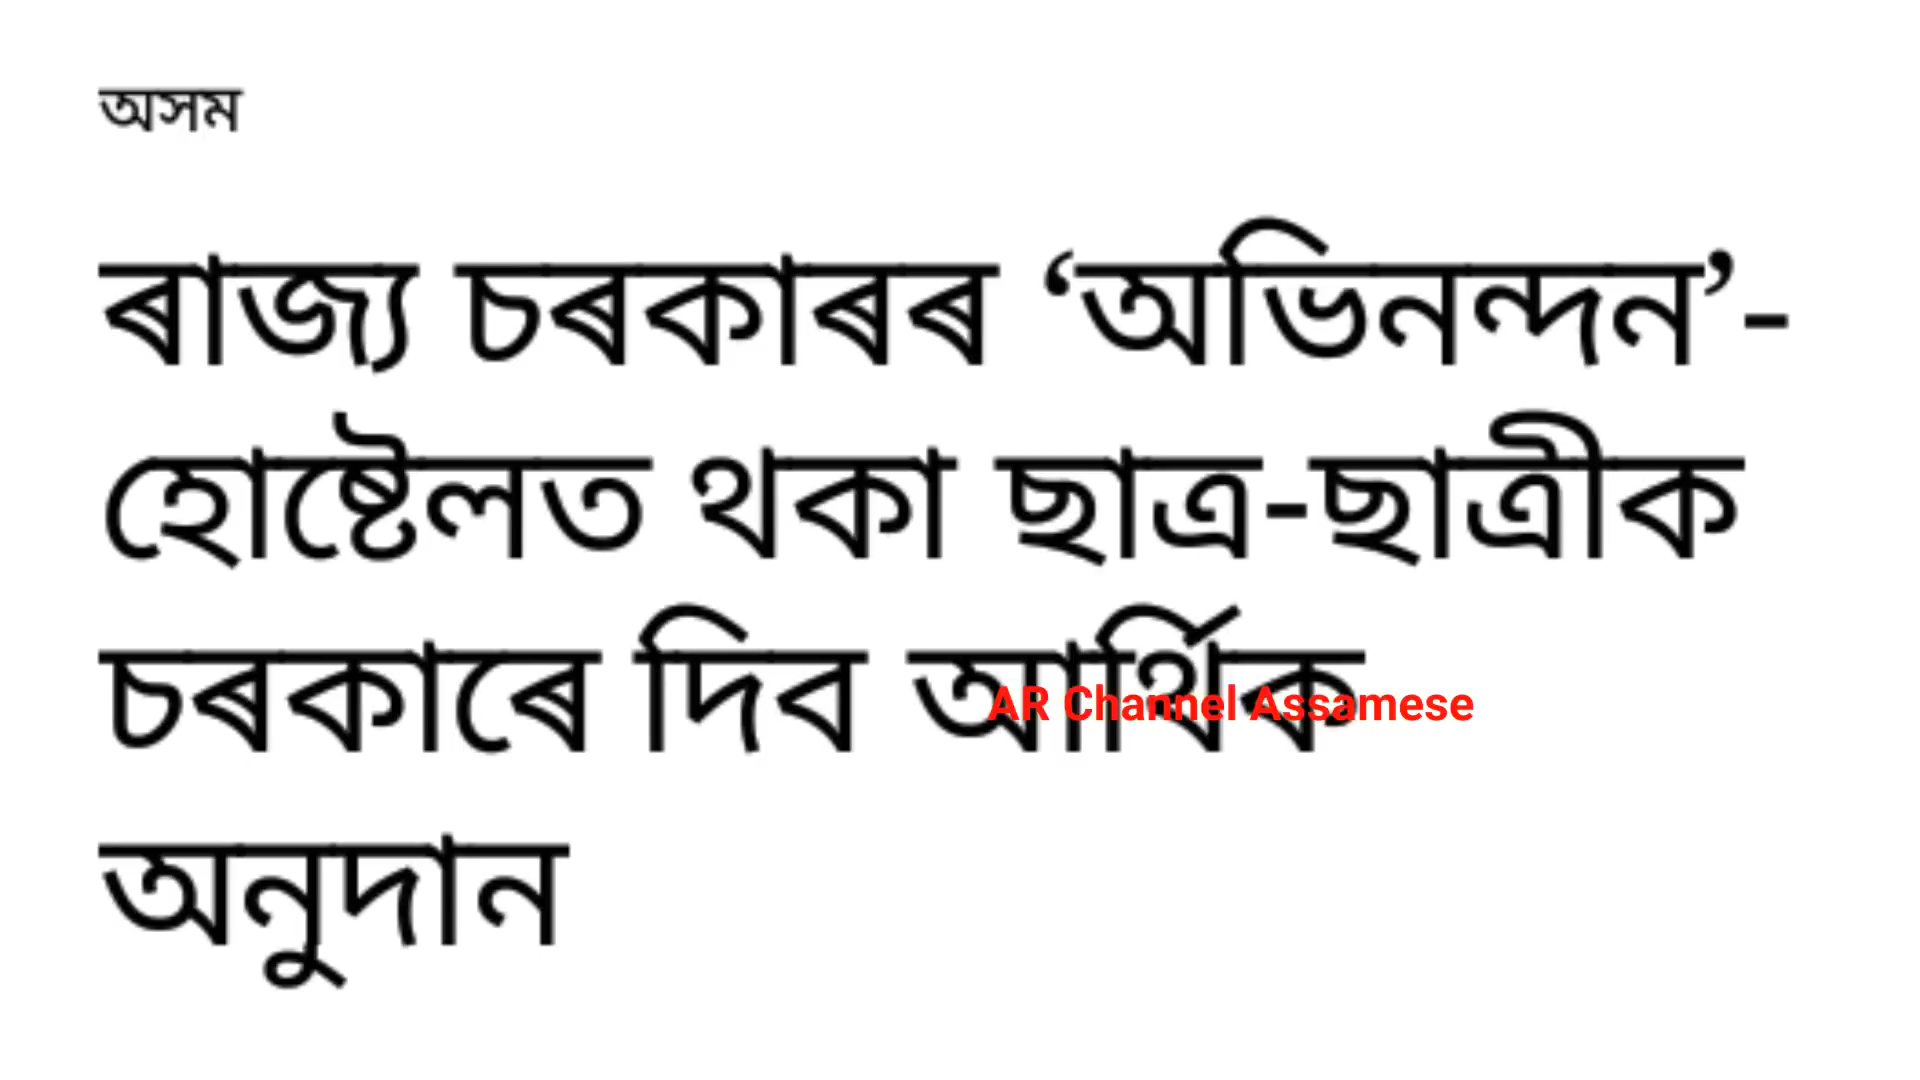 অসম
ৰাজ্য চৰকাৰৰ ‘অভিনন্দন’-
হোষ্টেলত থকা ছাত্ৰ-ছাত্ৰীক
চৰকাৰে দিব আৰ্থিক
AR Channel Assamese
অনুদান